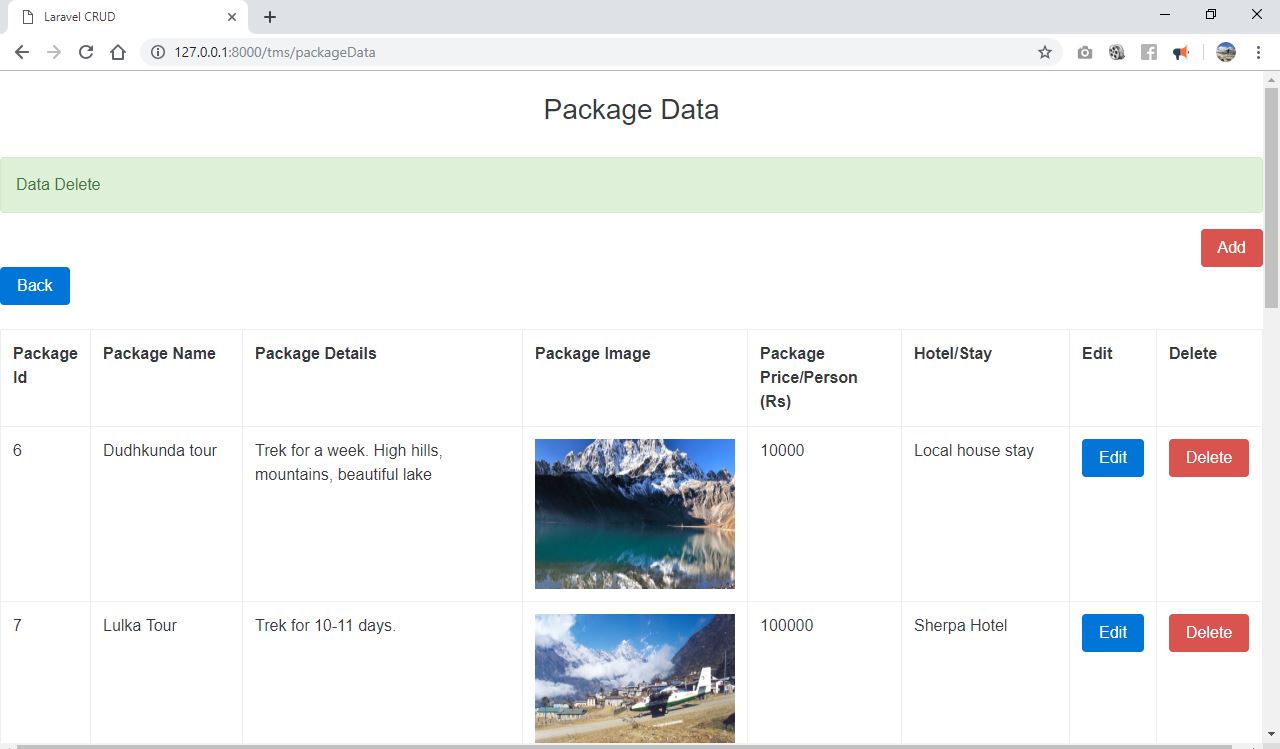 Laravel CRUD
127.0.0.1:8000/tms/packageData
Package Data
Data Delete
Add
Back
Package Id
Package Name
Package Details
Package Image
Package Price/Person (Rs)
Hotel/Stay
Edit
Delete
6
Dudhkunda tour
Trek for a week. High hills,
mountains, beautiful lake
10000
Local house stay
Edit
Delete
7
Lulka Tour
Trek for 10-11 days.
100000
Sherpa Hotel
Edit
Delete